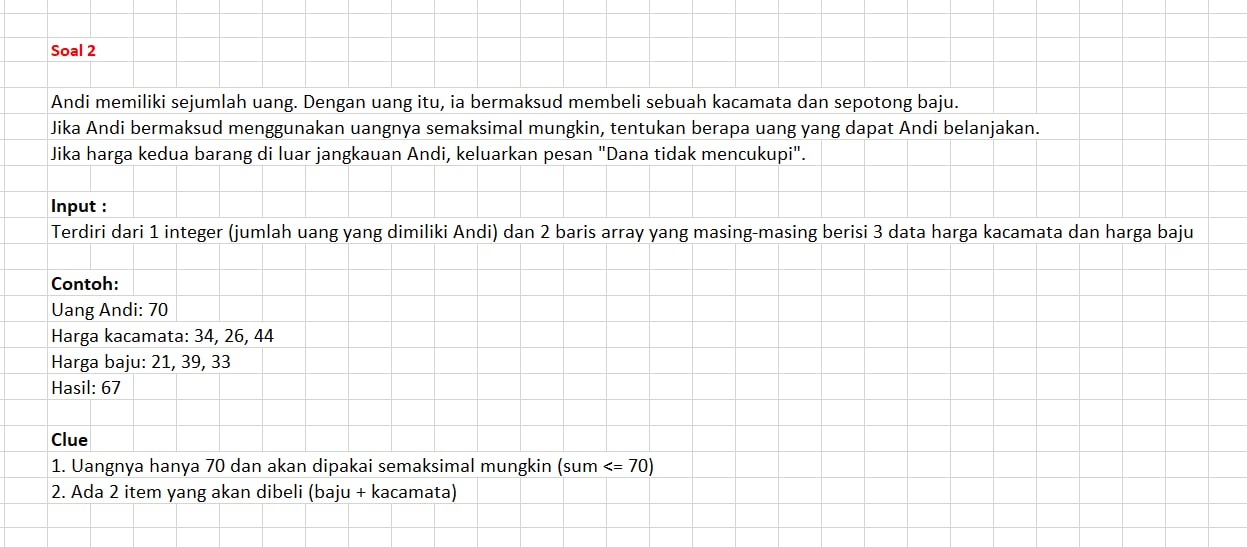 Soal 2
Andi memiliki sejumlah uang. Dengan uang itu, ia bermaksud membeli sebuah kacamata dan sepotong baju.
Jika Andi bermaksud menggunakan uangnya semaksimal mungkin, tentukan berapa uang yang dapat Andi belanjakan.
Jika harga kedua barang di luar jangkauan Andi, keluarkan pesan "Dana tidak mencukupi".
Input :
Terdiri dari 1 integer (jumlah uang yang dimiliki Andi) dan 2 baris array yang masing-masing berisi 3 data harga kacamata dan harga baju
Contoh:
Uang Andi: 70
Harga kacamata: 34, 26, 44
Harga baju: 21, 39, 33
Hasil: 67
Clue
1. Uangnya hanya 70 dan akan dipakai semaksimal mungkin (sum <= 70)
2. Ada 2 item yang akan dibeli (baju + kacamata)